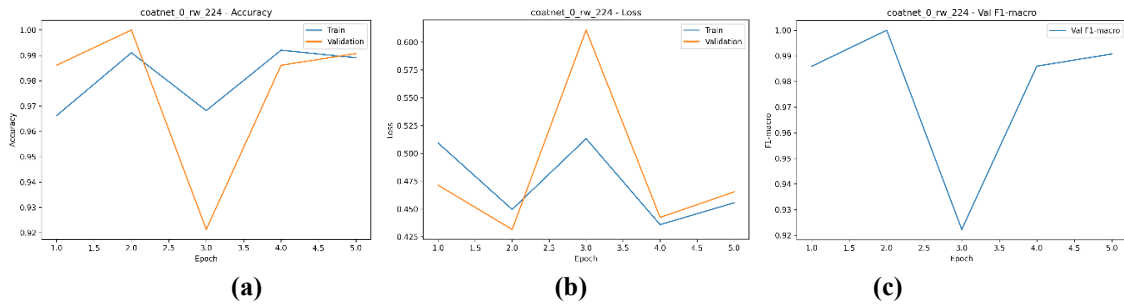 coatnet_0_rw_224 - Accuracy
Train
Validation
1.00
0.99
0.98
0.97
0.96
0.95
0.94
0.93
0.92
Accuracy
1.0 1.5 2.0 2.5 3.0 3.5 4.0 4.5 5.0
Epoch
(a)
coatnet_0_rw_224 - Loss
Train
Validation
0.600
0.575
0.550
0.525
0.500
0.475
0.450
0.425
Loss
1.0 1.5 2.0 2.5 3.0 3.5 4.0 4.5 5.0
Epoch
(b)
coatnet_0_rw_224 - Val F1-macro
Val F1-macro
1.00
0.99
0.98
0.97
0.96
0.95
0.94
0.93
0.92
F1-macro
1.0 1.5 2.0 2.5 3.0 3.5 4.0 4.5 5.0
Epoch
(c)